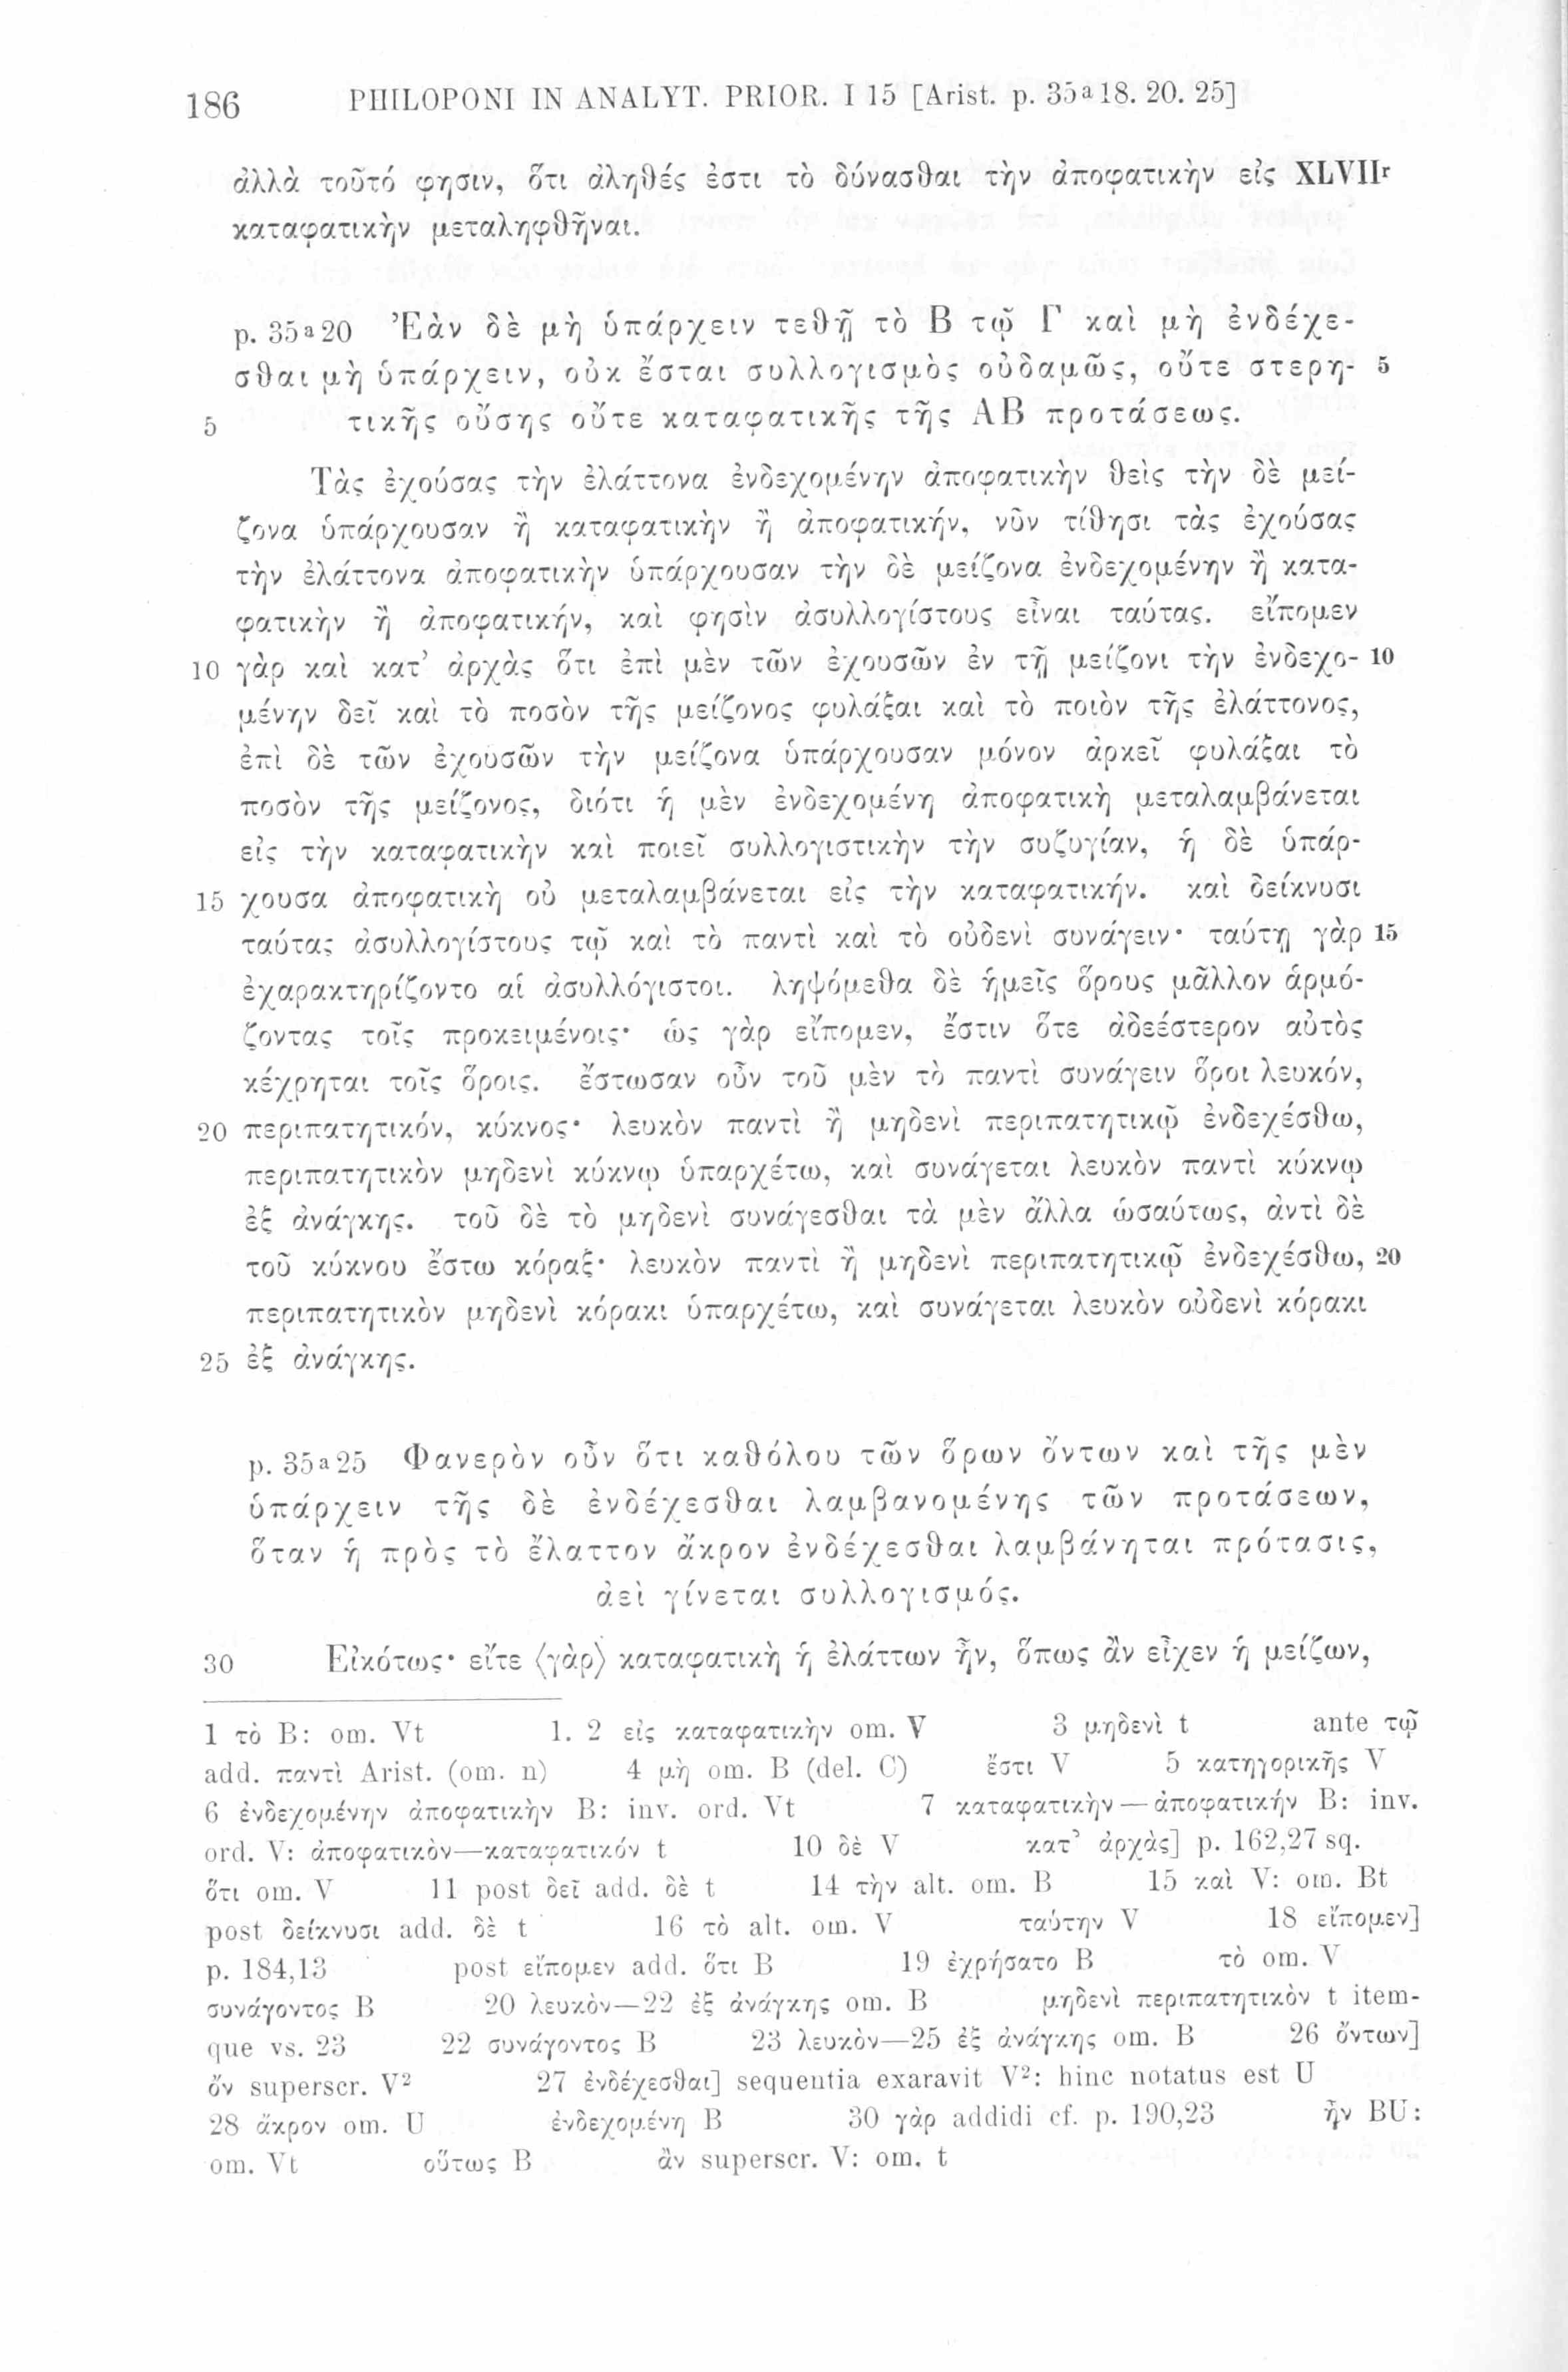 186 PHILOPONI IN ANALYT. PRIOR. I 15 [Arist. p. 35a18. 20. 25]
ἀλλὰ τοῦτό φησιν, ὅτι ἀληθές ἐστι τὸ δύνασθαι τὴν ἀποφατικὴν εἰς XLVIIr
καταφατικὴν μεταληφθῆναι.
p. 35a20 Ἐὰν δὲ μὴ ὑπάρχειν τεθῇ τὸ Β τῷ Γ καὶ μὴ ἐνδέχε-
σθαι μὴ ὑπάρχειν, οὐκ ἔσται συλλογισμὸς οὐδαμῶς, οὔτε στερη- 5
5 τικῆς οὔσης οὔτε καταφατικῆς τῆς ΑΒ προτάσεως.
Τὰς ἐχούσας τὴν ἐλάττονα ἐνδεχομένην ἀποφατικὴν θεὶς τὴν δὲ μεί-
ζονα ὑπάρχουσαν ἢ καταφατικὴν ἢ ἀποφατικήν, νῦν τίθησι τὰς ἐχούσας
τὴν ἐλάττονα ἀποφατικὴν ὑπάρχουσαν τὴν δὲ μείζονα ἐνδεχομένην ἢ κατα-
φατικὴν ἢ ἀποφατικήν, καὶ φησὶν ἀσυλλογίστους εἶναι ταύτας. εἴπομεν
10 γὰρ καὶ κατ’ ἀρχὰς ὅτι ἐπὶ μὲν τῶν ἐχουσῶν ἐν τῇ μείζονι τὴν ἐνδεχο- 10
μένην δεῖ καὶ τὸ ποσὸν τῆς μείζονος φυλάξαι καὶ τὸ ποιὸν τῆς ἐλάττονος,
ἐπὶ δὲ τῶν ἐχουσῶν τὴν μείζονα ὑπάρχουσαν μόνον ἀρκεῖ φυλάξαι τὸ
ποσὸν τῆς μείζονος, διότι ἡ μὲν ἐνδεχομένη ἀποφατικὴ μεταλαμβάνεται
εἰς τὴν καταφατικὴν καὶ ποιεῖ συλλογιστικὴν τὴν συζυγίαν, ἡ δὲ ὑπάρ-
15 χουσα ἀποφατικὴ οὐ μεταλαμβάνεται εἰς τὴν καταφατικήν. καὶ δείκνυσι
ταύτας ἀσυλλογίστους τῷ καὶ τὸ παντὶ καὶ τὸ οὐδενὶ συνάγειν· ταύτῃ γὰρ 15
ἐχαρακτηρίζοντο αἱ ἀσυλλόγιστοι. ληψόμεθα δὲ ἡμεῖς ὅρους μᾶλλον ἁρμό-
ζοντας τοῖς προκειμένοις· ὡς γὰρ εἴπομεν, ἔστιν ὅτε ἀδεέστερον αὐτὸς
κέχρηται τοῖς ὅροις. ἔστωσαν οὖν τοῦ μὲν τὸ παντὶ συνάγειν ὅροι λευκόν,
20 περιπατητικόν, κύκνος· λευκὸν παντὶ ἢ μηδενὶ περιπατητικῷ ἐνδεχέσθω,
περιπατητικὸν μηδενὶ κύκνῳ ὑπαρχέτω, καὶ συνάγεται λευκὸν παντὶ κύκνῳ
ἐξ ἀνάγκης. τοῦ δὲ τὸ μηδενὶ συνάγεσθαι τὰ μὲν ἄλλα ὡσαύτως, ἀντὶ δὲ
τοῦ κύκνου ἔστω κόραξ· λευκὸν παντὶ ἢ μηδενὶ περιπατητικῷ ἐνδεχέσθω, 20
περιπατητικὸν μηδενὶ κόρακι ὑπαρχέτω, καὶ συνάγεται λευκὸν οὐδενὶ κόρακι
25 ἐξ ἀνάγκης.
p. 35a25 Φανερὸν οὖν ὅτι καθόλου τῶν ὅρων ὄντων καὶ τῆς μὲν
ὑπάρχειν τῆς δὲ ἐνδέχεσθαι λαμβανομένης τῶν προτάσεων,
ὅταν ἡ πρὸς τὸ ἔλαττον ἄκρον ἐνδέχεσθαι λαμβάνηται πρότασις,
ἀεὶ γίνεται συλλογισμός.
30 Εἰκότως· εἴτε ⟨γὰρ⟩ καταφατικὴ ἡ ἐλάττων ἦν, ὅπως ἂν εἶχεν ἡ μείζων,
1 τὸ B: om. Vt 1. 2 εἰς καταφατικὴν om. V 3 μηδενὶ t ante τῷ
add. παντὶ Arist. (om. n) 4 μὴ om. B (del. C) ἔστι V 5 κατηγορικῆς V
6 ἐνδεχομένην ἀποφατικὴν B: inv. ord. Vt 7 καταφατικὴν — ἀποφατικήν B: inv.
ord. V: ἀποφατικὸν—καταφατικόν t 10 δὲ V κατ’ ἀρχὰς] p. 162,27 sq.
ὅτι om. V 11 post δεῖ add. δὲ t 14 τὴν alt. om. B 15 καὶ V: om. Bt
post δείκνυσι add. δὲ t 16 τὸ alt. om. V ταύτην V 18 εἴπομεν]
p. 184,13 post εἴπομεν add. ὅτι B 19 ἐχρήσατο B τὸ om. V
συνάγοντος B 20 λευκὸν—22 ἐξ ἀνάγκης om. B μηδενὶ περιπατητικὸν t item-
que vs. 23 22 συνάγοντος B 23 λευκὸν—25 ἐξ ἀνάγκης om. B 26 ὄντων]
ὂν superscr. V2 27 ἐνδέχεσθαι] sequentia exaravit V2: hinc notatus est U
28 ἄκρον om. U ἐνδεχομένη B 30 γὰρ addidi cf. p. 190,23 ἦν BU:
om. Vt οὕτως B ἂν superscr. V: om. t